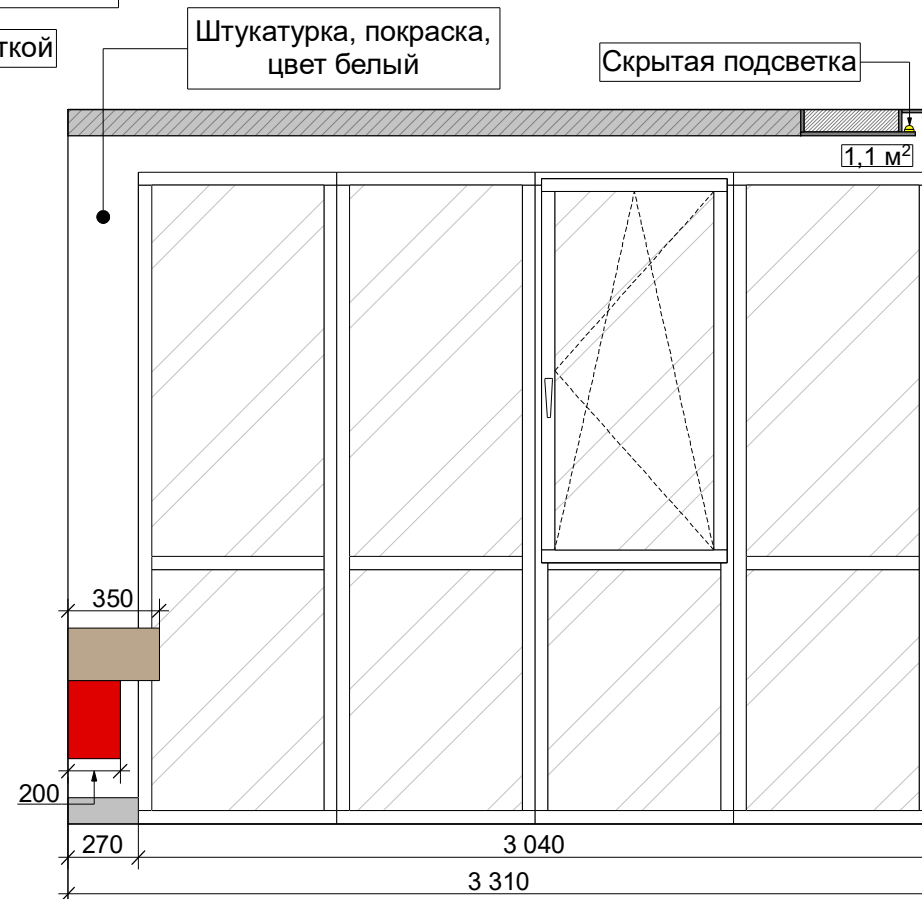 ткой
Штукатурка, покраска,
цвет белый
Скрытая подсветка
1,1 м²
350
200
270
3 040
3 310